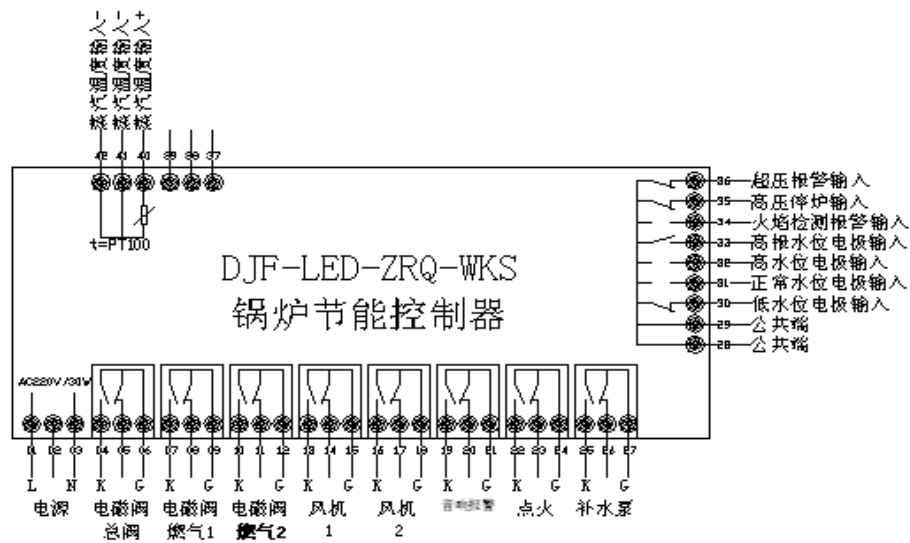 42 41 40 39 38 37
t=PT100
DJF-LED-ZRQ-WKS
锅炉节能控制器
36 超压报警输入
35 高压停炉输入
34 火焰检测报警输入
33 高报水位电极输入
32 高水位电极输入
31 正常水位电极输入
30 低水位电极输入
29 公共端
28 公共端
AC220V/30W
01 02 03 04 05 06 07 08 09 10 11 12 13 14 15 16 17 18 19 20 21 22 23 24 25 26 27
L N K G K G K G K G K G K G K G K G
电源 电磁阀 电磁阀 电磁阀 风机 风机 点火 补水泵
总阀 燃气1 燃气2 1 2